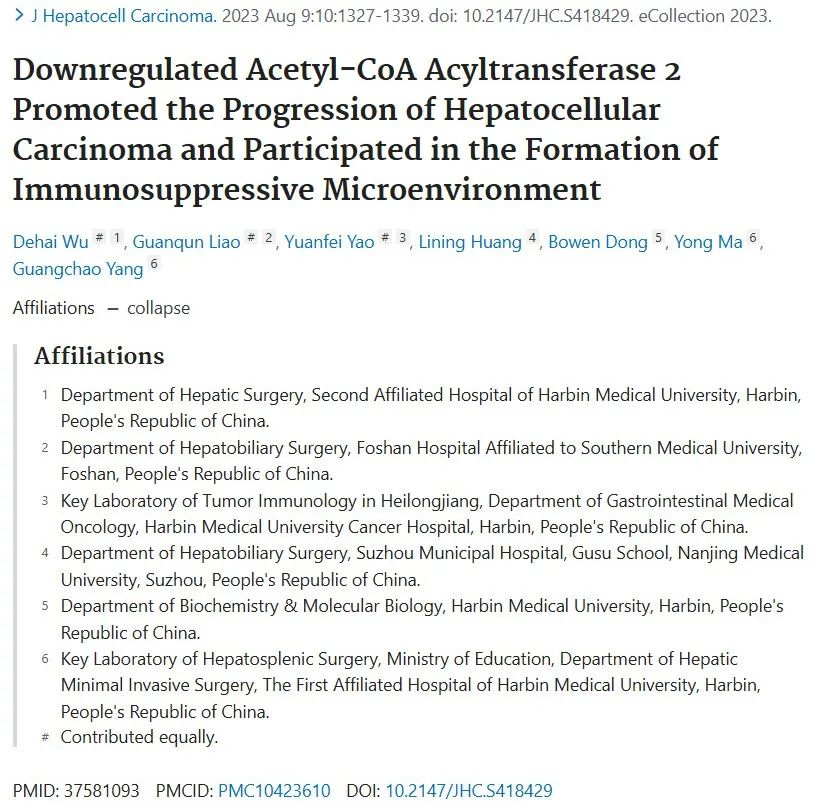 > J Hepatocell Carcinoma. 2023 Aug 9:10:1327-1339. doi: 10.2147/JHC.S418429. eCollection 2023.
Downregulated Acetyl-CoA Acyltransferase 2
Promoted the Progression of Hepatocellular
Carcinoma and Participated in the Formation of
Immunosuppressive Microenvironment
Dehai Wu # 1, Guanqun Liao # 2, Yuanfei Yao # 3, Lining Huang 4, Bowen Dong 5, Yong Ma 6,
Guangchao Yang 6
Affiliations – collapse
Affiliations
1 Department of Hepatic Surgery, Second Affiliated Hospital of Harbin Medical University, Harbin,
People's Republic of China.
2 Department of Hepatobiliary Surgery, Foshan Hospital Affiliated to Southern Medical University,
Foshan, People's Republic of China.
3 Key Laboratory of Tumor Immunology in Heilongjiang, Department of Gastrointestinal Medical
Oncology, Harbin Medical University Cancer Hospital, Harbin, People's Republic of China.
4 Department of Hepatobiliary Surgery, Suzhou Municipal Hospital, Gusu School, Nanjing Medical
University, Suzhou, People's Republic of China.
5 Department of Biochemistry & Molecular Biology, Harbin Medical University, Harbin, People's
Republic of China.
6 Key Laboratory of Hepatosplenic Surgery, Ministry of Education, Department of Hepatic
Minimal Invasive Surgery, The First Affiliated Hospital of Harbin Medical University, Harbin,
People's Republic of China.
# Contributed equally.
PMID: 37581093 PMCID: PMC10423610 DOI: 10.2147/JHC.S418429